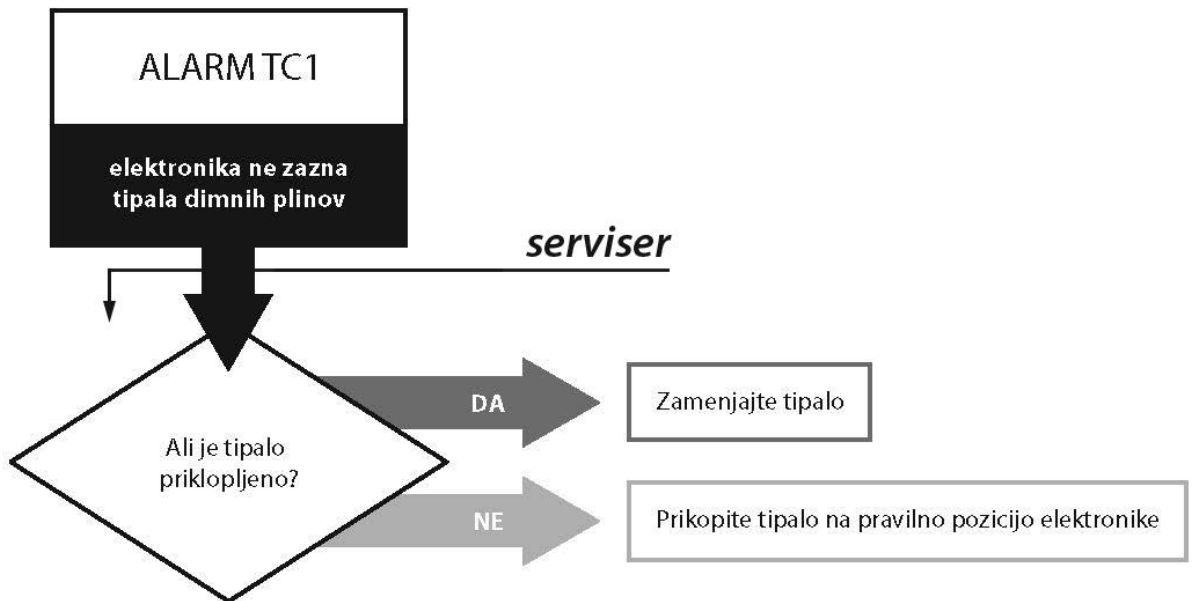 ALARM TC1
elektronika ne zazna
tipala dimnih plinov
serviser
Ali je tipalo
priklopljeno?
DA
Zamenjajte tipalo
NE
Prikopite tipalo na pravilno pozicijo elektronike